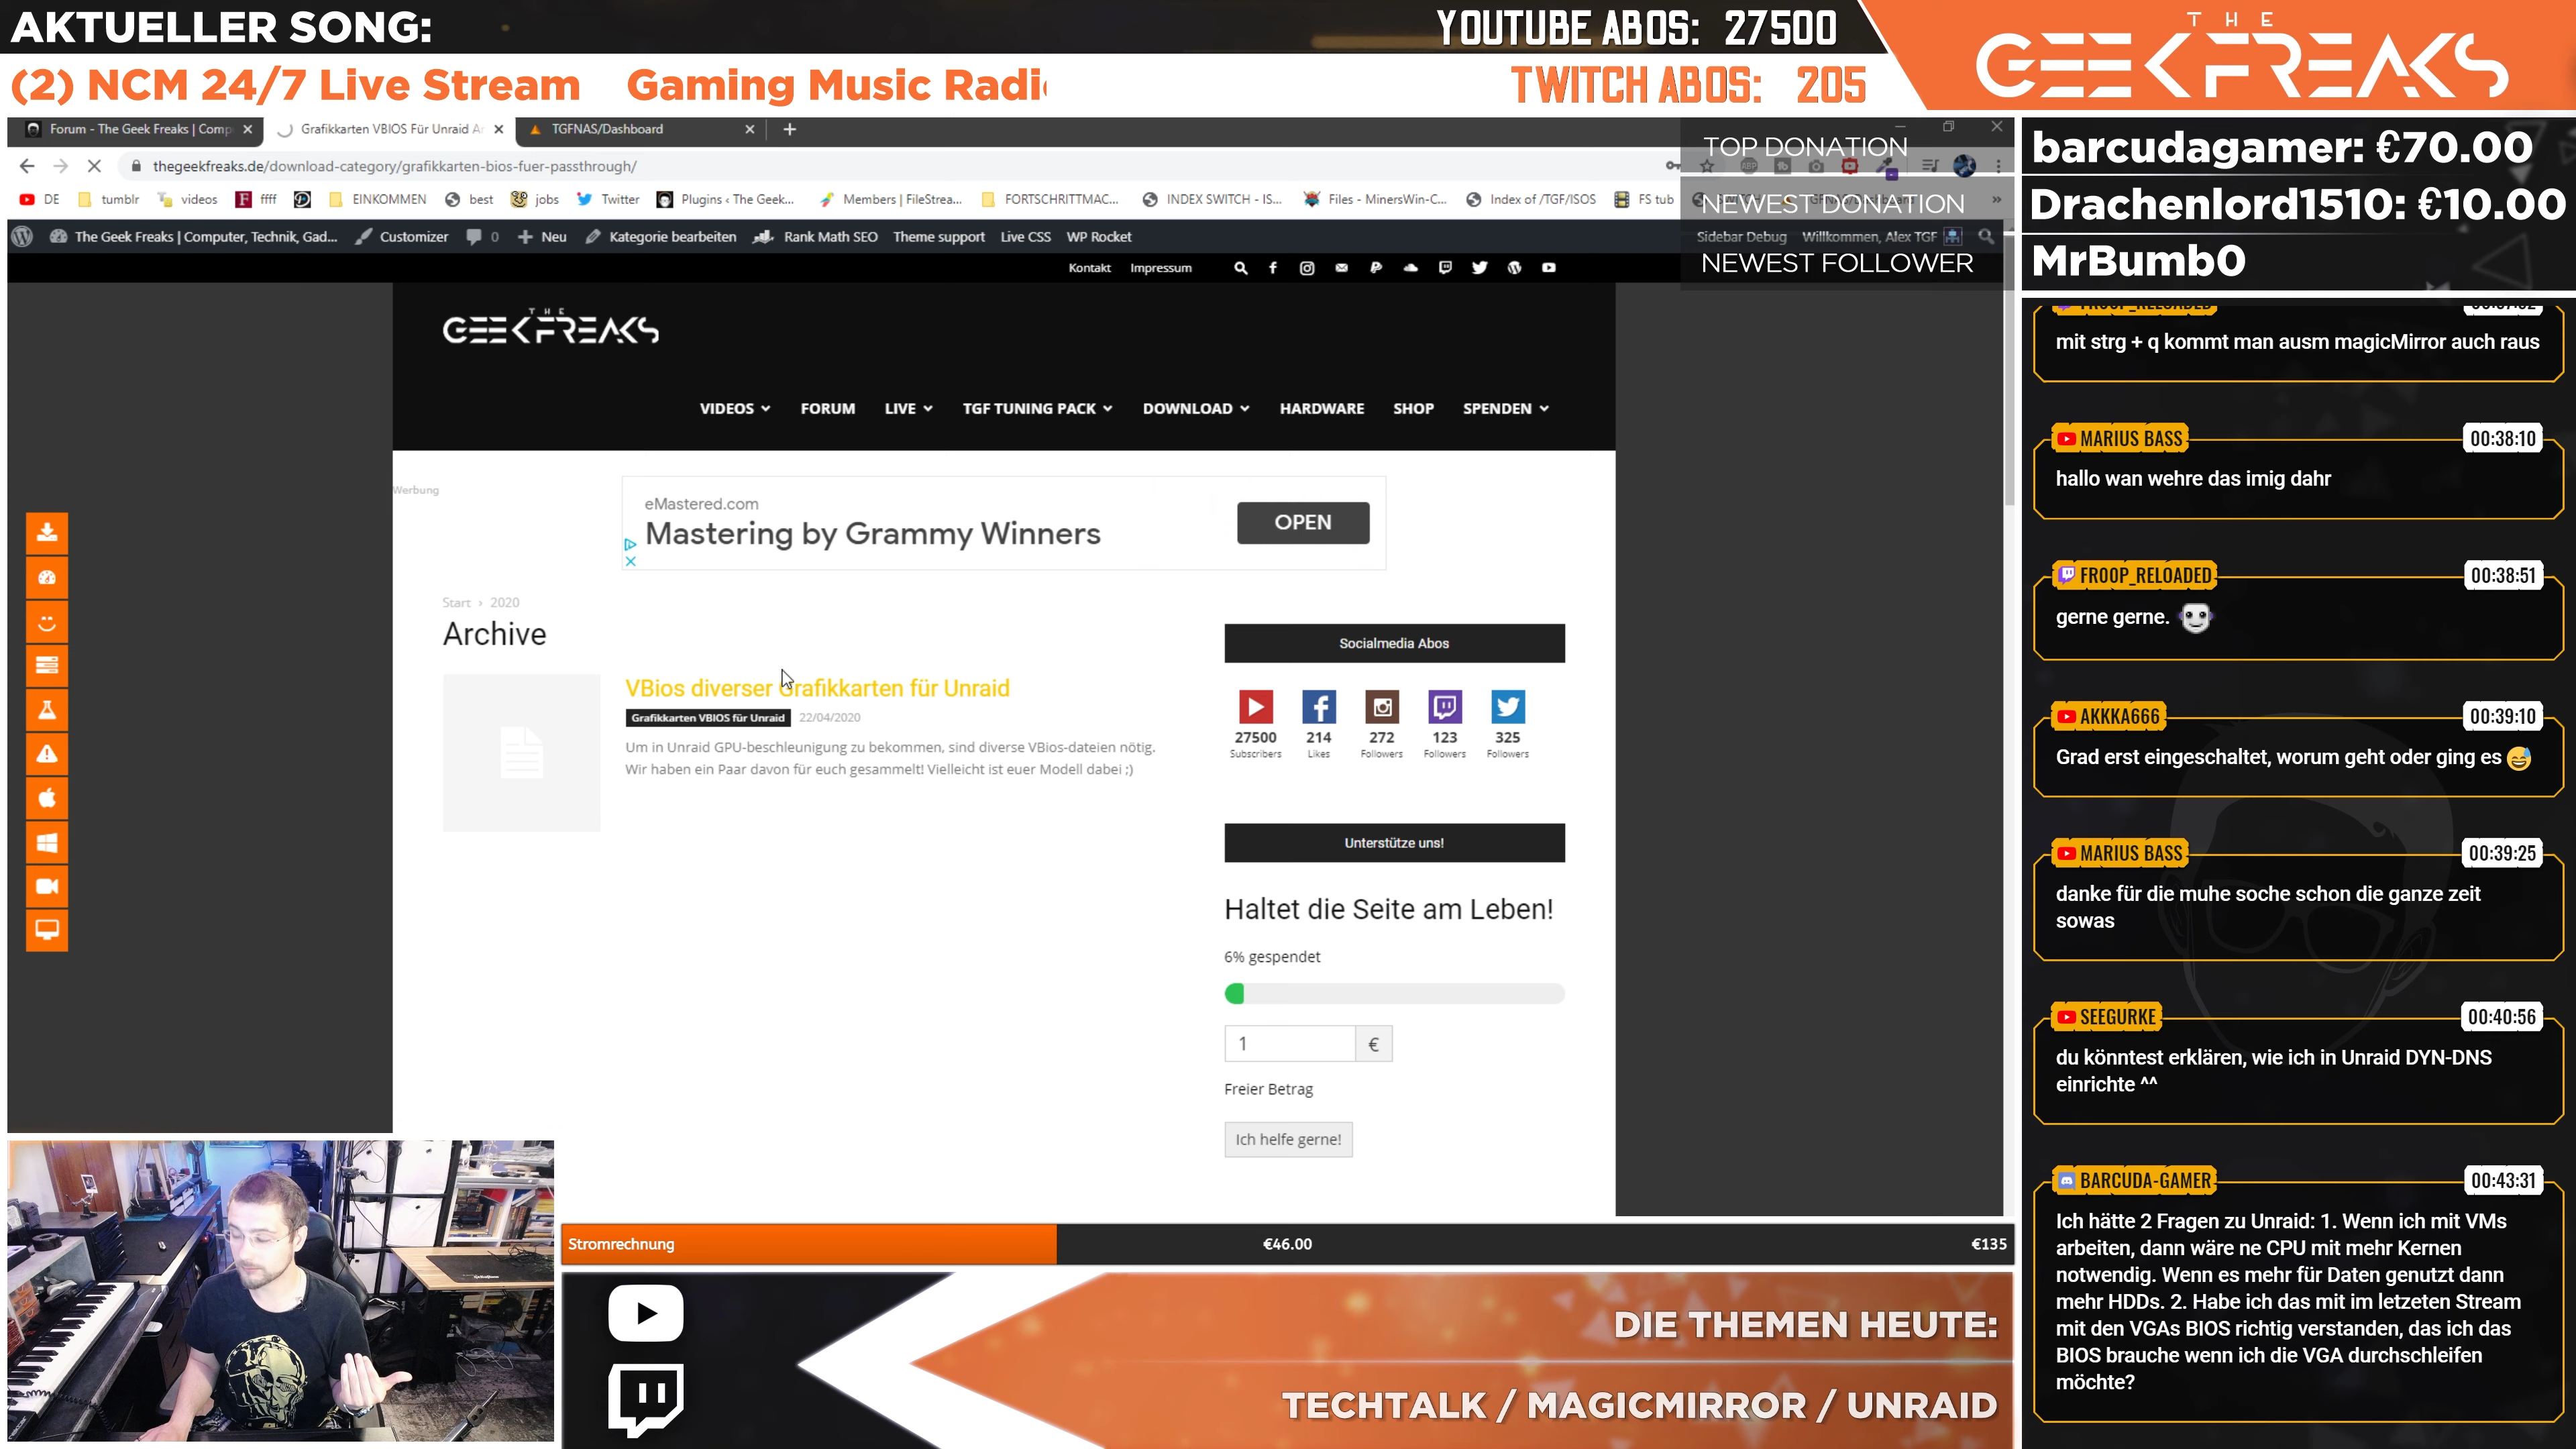 AKTUELLER SONG:
(2) NCM 24/7 Live Stream Gaming Music Radi
YOUTUBE ABOS: 27500
TWITCH ABOS: 205
THE
GEEKFREAKS
Forum - The Geek Freaks | Comp
Grafikkarten VBIOS Für Unraid A
TGFNAS/Dashboard
thegeekfreaks.de/download-category/grafikkarten-bios-fuer-passthrough/
DE tumblr videos ffff EINKOMMEN best jobs Twitter Plugins ‹ The Geek... Members | FileStrea... FORTSCHRITTMAC... INDEX SWITCH - IS... Files - MinersWin-C... Index of /TGF/ISOS FS tub
The Geek Freaks | Computer, Technik, Gad... Customizer 0 Neu Kategorie bearbeiten Rank Math SEO Theme support Live CSS WP Rocket Sidebar Debug Willkommen, Alex TGF
TOP DONATION
NEWEST DONATION
NEWEST FOLLOWER
barcudagamer: €70.00
Drachenlord1510: €10.00
MrBumb0
Kontakt Impressum
THE
GEEKFREAKS
VIDEOS FORUM LIVE TGF TUNING PACK DOWNLOAD HARDWARE SHOP SPENDEN
Werbung
eMastered.com
Mastering by Grammy Winners
OPEN
Start › 2020
Archive
VBios diverser Grafikkarten für Unraid
Grafikkarten VBIOS für Unraid 22/04/2020
Um in Unraid GPU-beschleunigung zu bekommen, sind diverse VBios-dateien nötig.
Wir haben ein Paar davon für euch gesammelt! Vielleicht ist euer Modell dabei ;)
Socialmedia Abos
27500 214 272 123 325
Subscribers Likes Followers Followers Followers
Unterstütze uns!
Haltet die Seite am Leben!
6% gespendet
1 €
Freier Betrag
Ich helfe gerne!
FROOP_RELOADED
mit strg + q kommt man ausm magicMirror auch raus
MARIUS BASS 00:38:10
hallo wan wehre das imig dahr
FROOP_RELOADED 00:38:51
gerne gerne.
AKKKA666 00:39:10
Grad erst eingeschaltet, worum geht oder ging es 😅
MARIUS BASS 00:39:25
danke für die muhe soche schon die ganze zeit
sowas
SEEGURKE 00:40:56
du könntest erklären, wie ich in Unraid DYN-DNS
einrichte ^^
BARCUDA-GAMER 00:43:31
Ich hätte 2 Fragen zu Unraid: 1. Wenn ich mit VMs
arbeiten, dann wäre ne CPU mit mehr Kernen
notwendig. Wenn es mehr für Daten genutzt dann
mehr HDDs. 2. Habe ich das mit im letzeten Stream
mit den VGAs BIOS richtig verstanden, das ich das
BIOS brauche wenn ich die VGA durchschleifen
möchte?
Stromrechnung €46.00 €135
DIE THEMEN HEUTE:
TECHTALK / MAGICMIRROR / UNRAID